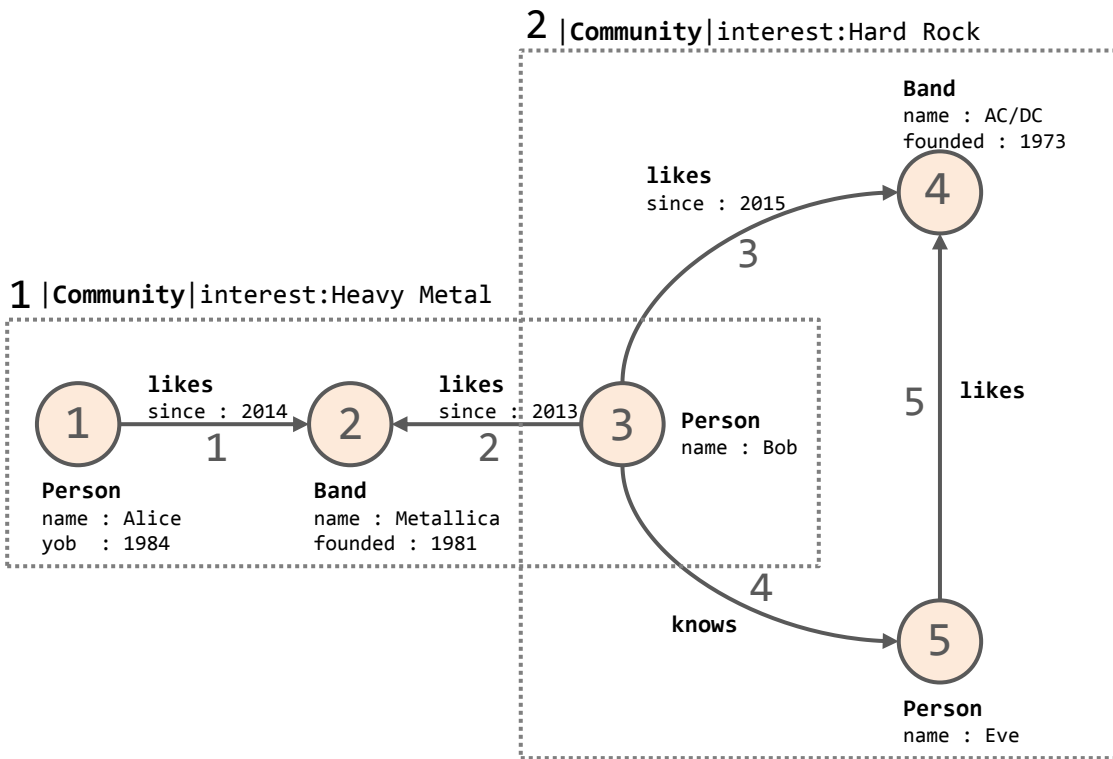 2 |Community|interest:Hard Rock
Band
name : AC/DC
founded : 1973
4
likes
since : 2015
3
1 |Community|interest:Heavy Metal
likes
since : 2014
1
1
likes
since : 2013
2
2
3
Person
name : Bob
5
likes
Person
name : Alice
yob  : 1984
Band
name : Metallica
founded : 1981
4
knows
5
Person
name : Eve